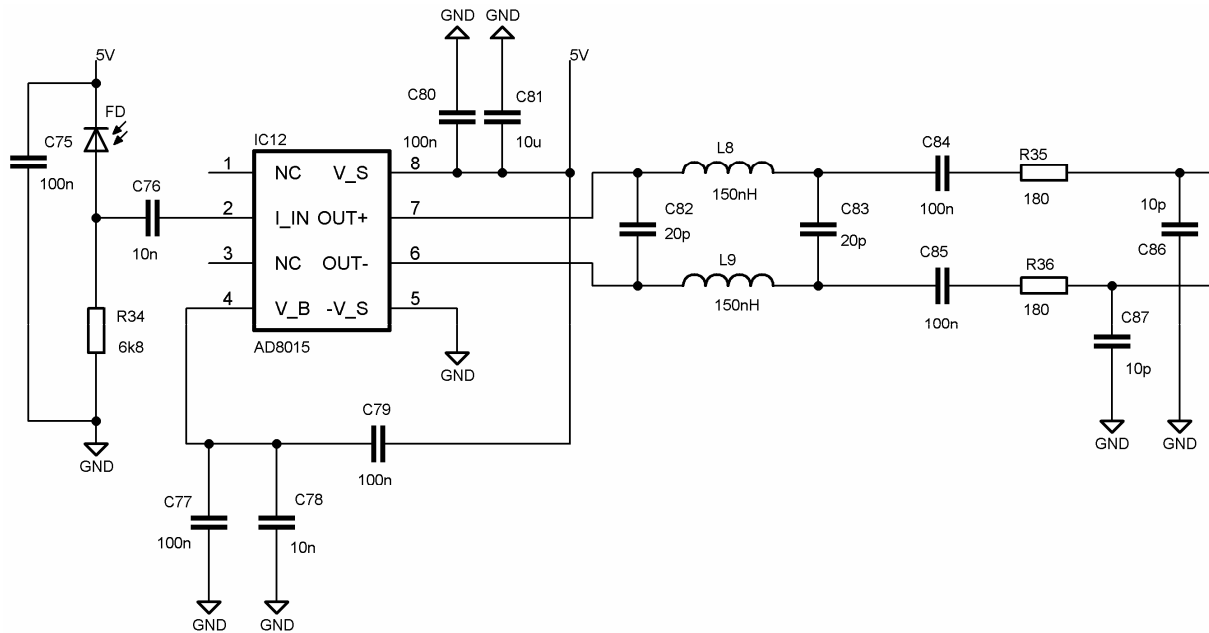 GND GND
5V 5V
FD
C80 C81
100n 10u
C75
100n
IC12
1 NC V_S 8
C76
2 I_IN OUT+ 7
10n
3 NC OUT- 6
4 V_B -V_S 5
AD8015
GND
R34
6k8
GND
L8
150nH
C82
20p
C83
20p
L9
150nH
C84
100n
R35
180
C85
100n
R36
180
10p
C86
C87
10p
GND GND
C79
100n
C77
100n
C78
10n
GND GND